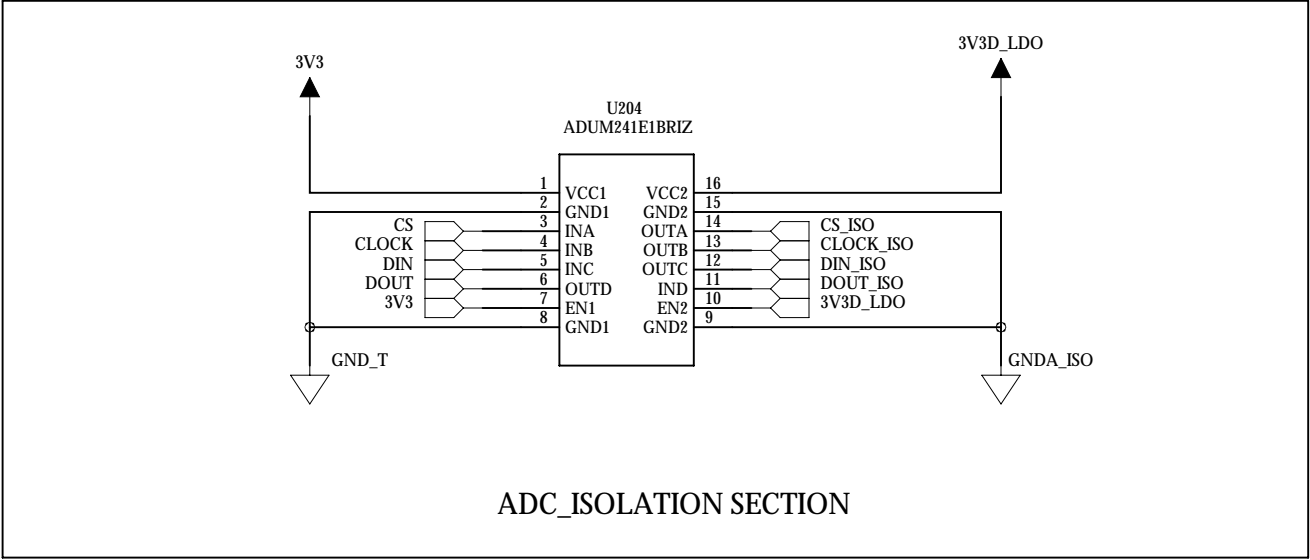 3V3
3V3D_LDO
U204
ADUM241E1BRIZ
1 VCC1 VCC2 16
2 GND1 GND2 15
CS 3 INA OUTA 14 CS_ISO
CLOCK 4 INB OUTB 13 CLOCK_ISO
DIN 5 INC OUTC 12 DIN_ISO
DOUT 6 OUTD IND 11 DOUT_ISO
3V3 7 EN1 EN2 10 3V3D_LDO
8 GND1 GND2 9
GND_T
GNDA_ISO
ADC_ISOLATION SECTION